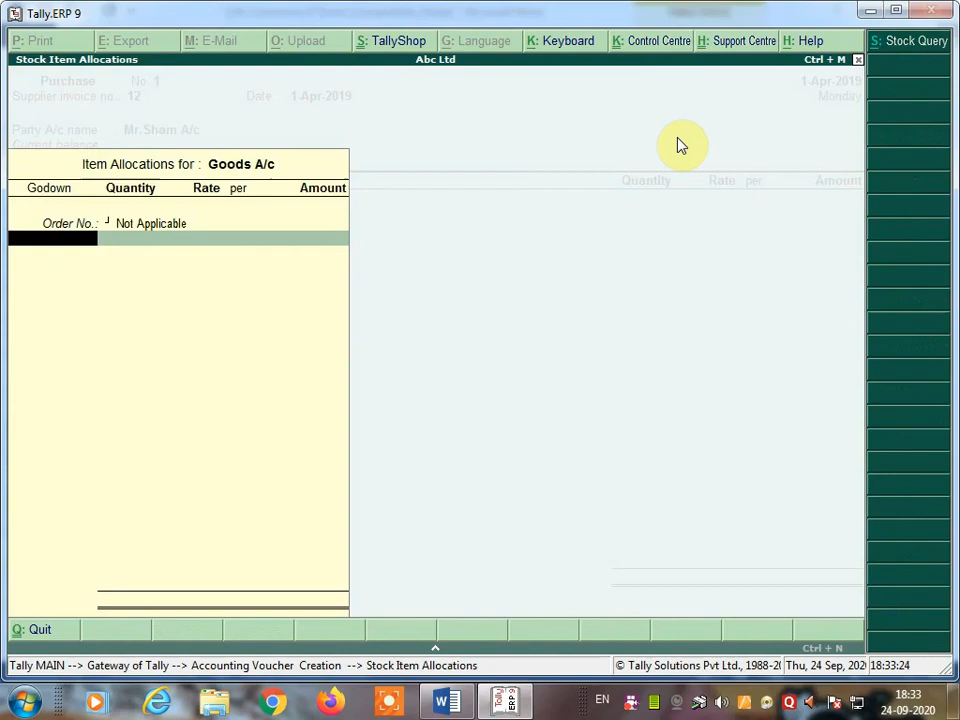 Tally.ERP 9
P: Print E: Export M: E-Mail O: Upload S: TallyShop G: Language K: Keyboard K: Control Centre H: Support Centre H: Help S: Stock Query
Stock Item Allocations Abc Ltd Ctrl + M
Purchase No. 1 1-Apr-2019
Supplier invoice no.. 12 Date 1-Apr-2019 Monday
Party A/c name Mr.Sham A/c
Current balance
Item Allocations for : Goods A/c
Godown Quantity Rate per Amount
Quantity Rate per Amount
Order No.: Not Applicable
Q: Quit
Ctrl + N
Tally MAIN --> Gateway of Tally --> Accounting Voucher Creation --> Stock Item Allocations © Tally Solutions Pvt Ltd., 1988-20 Thu, 24 Sep, 202 18:33:24
EN 18:33
24-09-2020